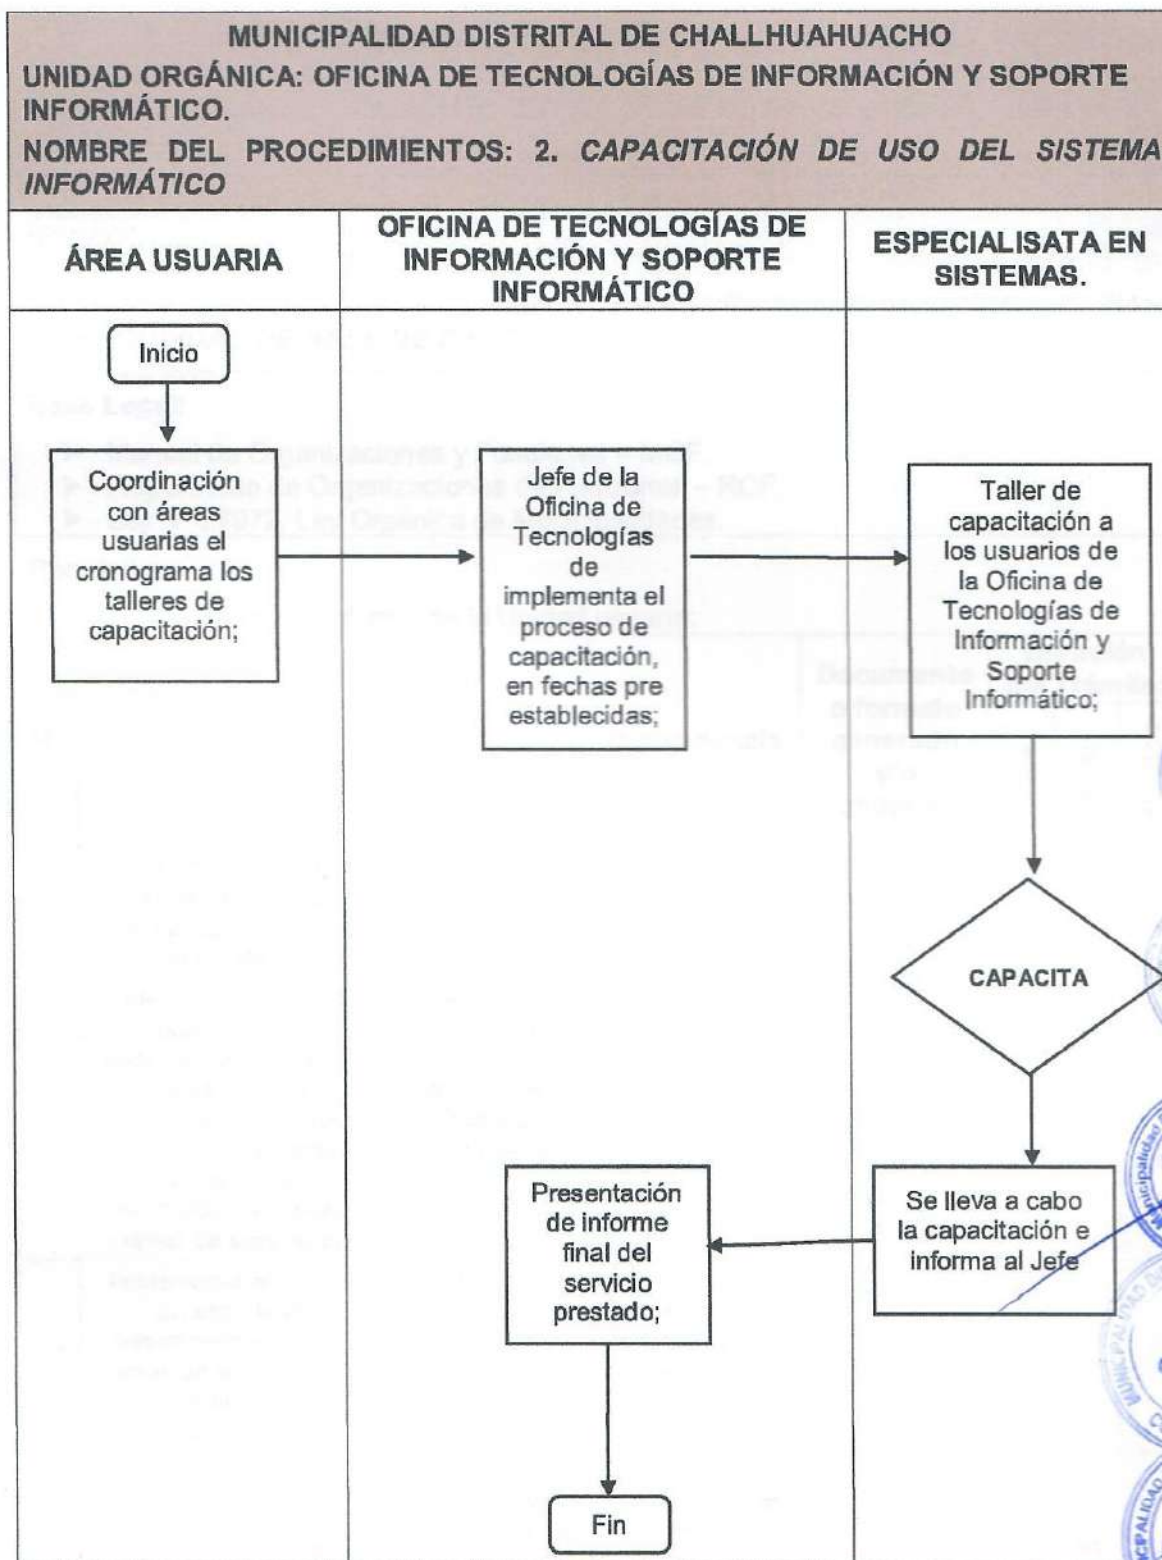 MUNICIPALIDAD DISTRITAL DE CHALLHUAHUACHO
UNIDAD ORGÁNICA: OFICINA DE TECNOLOGÍAS DE INFORMACIÓN Y SOPORTE
INFORMÁTICO.
NOMBRE DEL PROCEDIMIENTOS: 2. CAPACITACIÓN DE USO DEL SISTEMA
INFORMÁTICO
ÁREA USUARIA
OFICINA DE TECNOLOGÍAS DE
INFORMACIÓN Y SOPORTE
INFORMÁTICO
ESPECIALISATA EN
SISTEMAS.
Inicio
Coordinación
con áreas
usuarias el
cronograma los
talleres de
capacitación;
Jefe de la
Oficina de
Tecnologías
de
implementa el
proceso de
capacitación,
en fechas pre
establecidas;
Taller de
capacitación a
los usuarios de
la Oficina de
Tecnologías de
Información y
Soporte
Informático;
CAPACITA
Se lleva a cabo
la capacitación e
informa al Jefe
Presentación
de informe
final del
servicio
prestado;
Fin